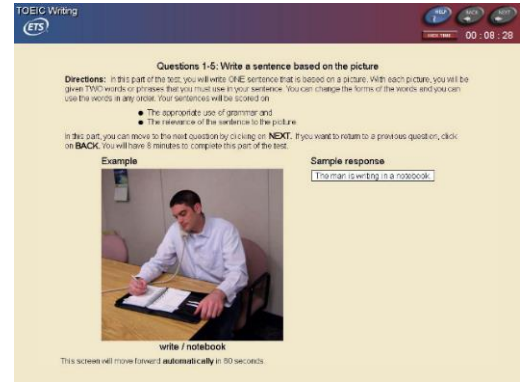 TOEIC Writing
ETS
HELP
BACK
NEXT
HIDE TIME
00 : 08 : 28
Questions 1-5: Write a sentence based on the picture
Directions: In this part of the test, you will write ONE sentence that is based on a picture. With each picture, you will be
given TWO words or phrases that you must use in your sentence. You can change the forms of the words and you can
use the words in any order. Your sentences will be scored on
● The appropriate use of grammar and
● The relevance of the sentence to the picture.
In this part, you can move to the next question by clicking on NEXT. If you want to return to a previous question, click
on BACK. You will have 8 minutes to complete this part of the test.
Example
Sample response
The man is writing in a notebook.
write / notebook
This screen will move forward automatically in 60 seconds.